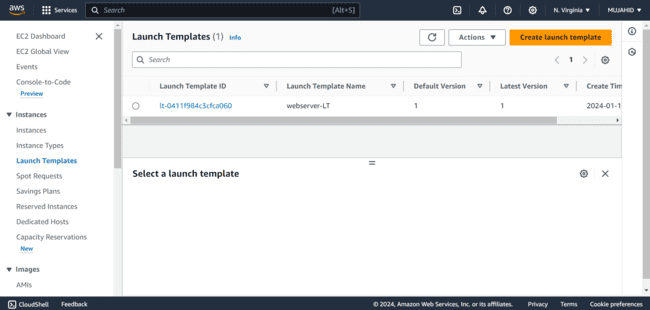 aws
Services
Search
[Alt+S]
N. Virginia
MUJAHID
EC2 Dashboard
EC2 Global View
Events
Console-to-Code
Preview
Instances
Instances
Instance Types
Launch Templates
Spot Requests
Savings Plans
Reserved Instances
Dedicated Hosts
Capacity Reservations
New
Images
AMIs
Launch Templates (1) Info
Actions
Create launch template
Search
1
Launch Template ID
Launch Template Name
Default Version
Latest Version
Create Tim
lt-0411f984c3cfca060
webserver-LT
1
1
2024-01-1
Select a launch template
CloudShell
Feedback
© 2024, Amazon Web Services, Inc. or its affiliates.
Privacy
Terms
Cookie preferences